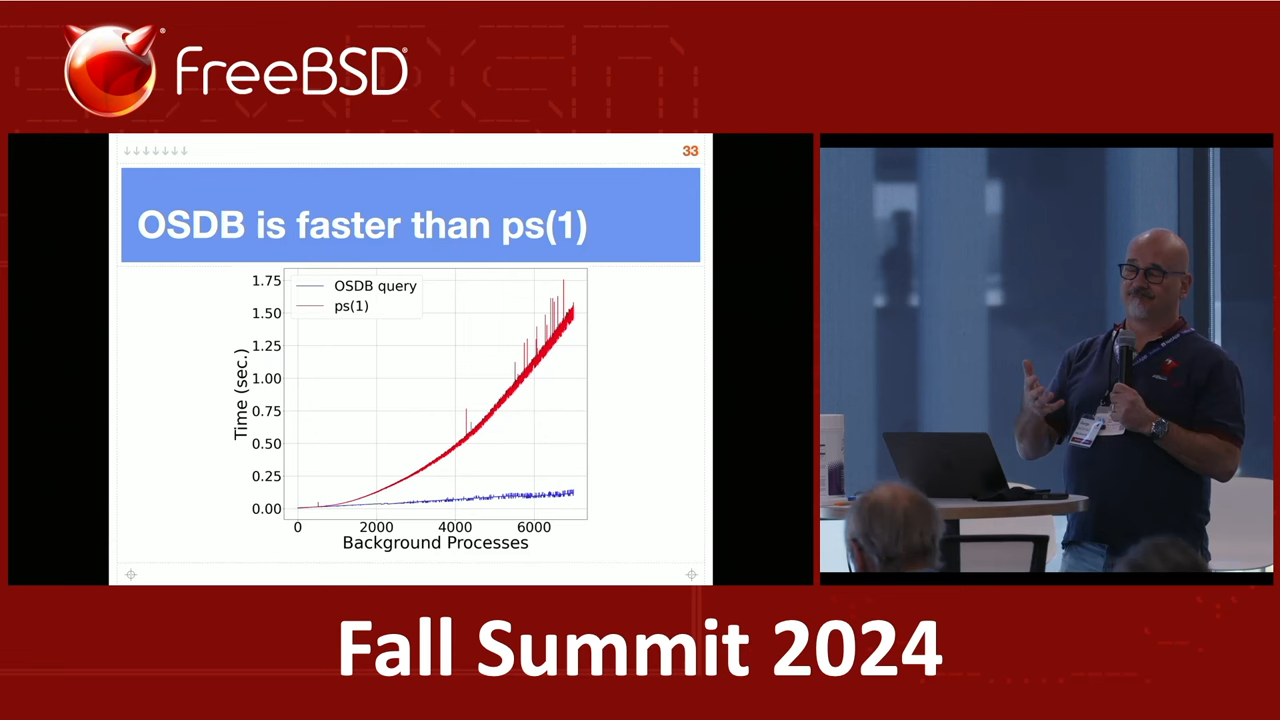 FreeBSD®
↓↓↓↓↓↓↓
33
OSDB is faster than ps(1)
1.75
1.50
1.25
1.00
0.75
0.50
0.25
0.00
Time (sec.)
OSDB query
ps(1)
0 2000 4000 6000
Background Processes
Fall Summit 2024